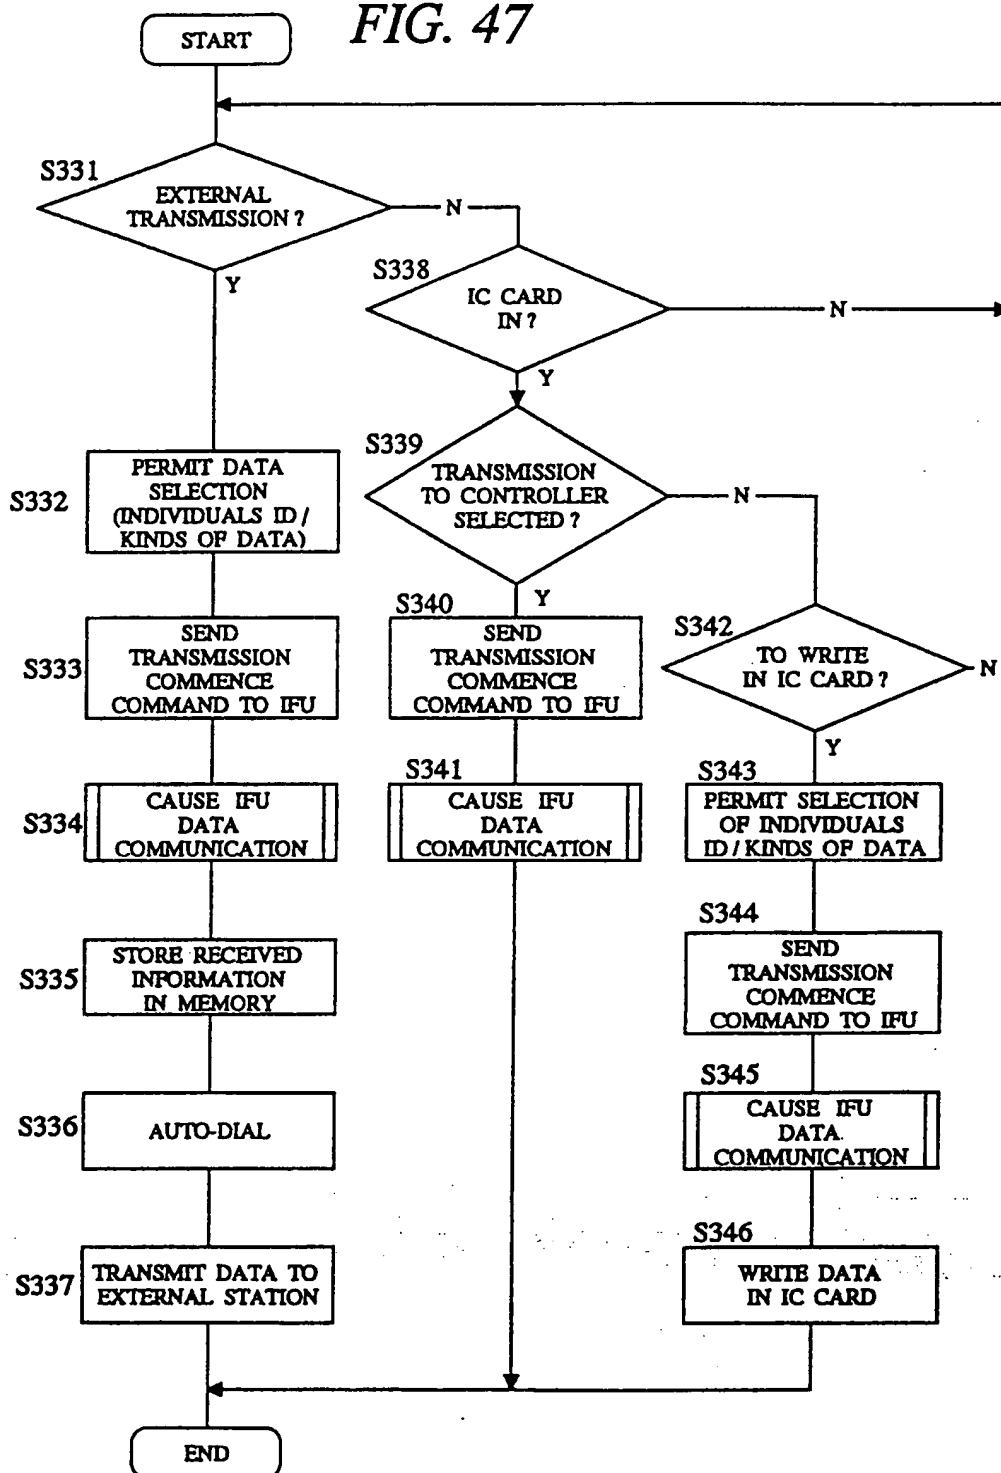 FIG. 47
START
S331
EXTERNAL
TRANSMISSION ?
N
Y
S338
IC CARD
IN ?
N
Y
S339
TRANSMISSION
TO CONTROLLER
SELECTED ?
N
Y
S332
PERMIT DATA
SELECTION
(INDIVIDUALS ID /
KINDS OF DATA)
S333
SEND
TRANSMISSION
COMMENCE
COMMAND TO IFU
S340
SEND
TRANSMISSION
COMMENCE
COMMAND TO IFU
S342
TO WRITE
IN IC CARD ?
N
Y
S334
CAUSE IFU
DATA
COMMUNICATION
S341
CAUSE IFU
DATA
COMMUNICATION
S343
PERMIT SELECTION
OF INDIVIDUALS
ID / KINDS OF DATA
S335
STORE RECEIVED
INFORMATION
IN MEMORY
S344
SEND
TRANSMISSION
COMMENCE
COMMAND TO IFU
S336
AUTO-DIAL
S345
CAUSE IFU
DATA
COMMUNICATION
S337
TRANSMIT DATA TO
EXTERNAL STATION
S346
WRITE DATA
IN IC CARD
END